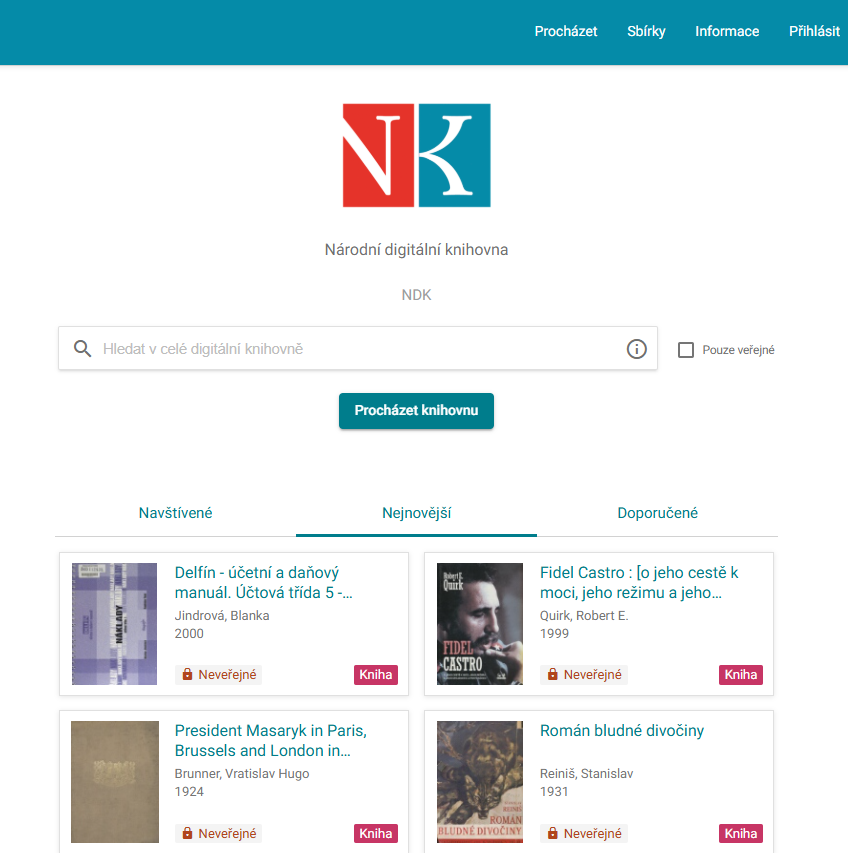 Procházet Sbírky Informace Přihlásit
NK
Národní digitální knihovna
NDK
Hledat v celé digitální knihovně
Pouze veřejné
Procházet knihovnu
Navštívené Nejnovější Doporučené
NÁKLADY
Delfín - účetní a daňový
manuál. Účtová třída 5 -...
Jindrová, Blanka
2000
Neveřejné Kniha
Robert E.
Quirk
FIDEL
CASTRO
Fidel Castro : [o jeho cestě k
moci, jeho režimu a jeho...
Quirk, Robert E.
1999
Neveřejné Kniha
President Masaryk in Paris,
Brussels and London in...
Brunner, Vratislav Hugo
1924
Neveřejné Kniha
ROMÁN
BLUDNÉ DIVOČINY
Román bludné divočiny
Reiniš, Stanislav
1931
Neveřejné Kniha